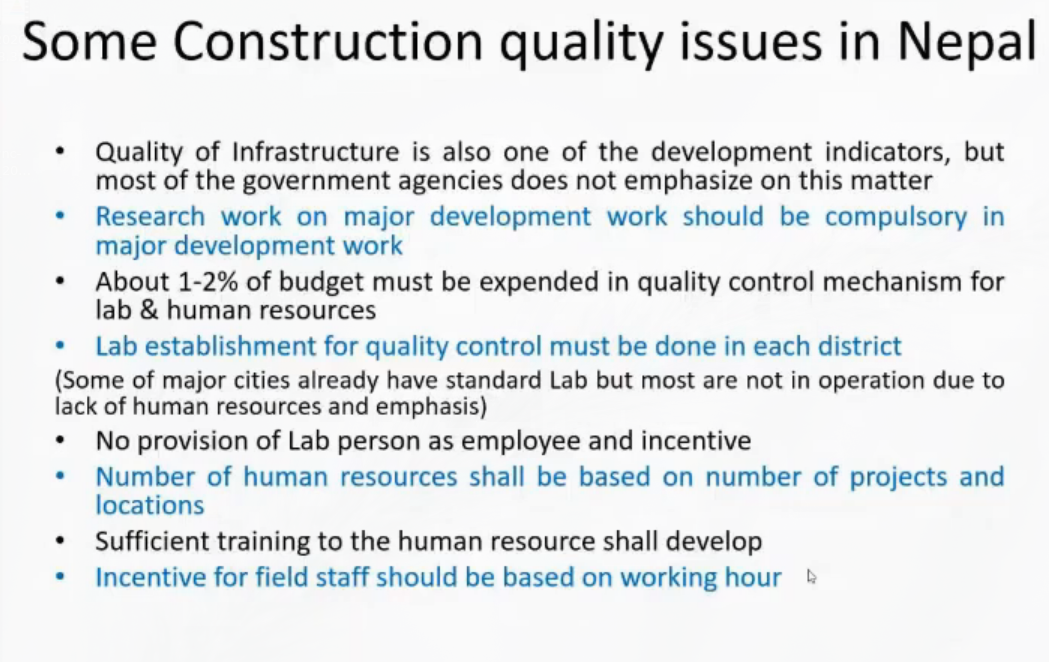 Some Construction quality issues in Nepal
• Quality of Infrastructure is also one of the development indicators, but
most of the government agencies does not emphasize on this matter
• Research work on major development work should be compulsory in
major development work
• About 1-2% of budget must be expended in quality control mechanism for
lab & human resources
• Lab establishment for quality control must be done in each district
(Some of major cities already have standard Lab but most are not in operation due to
lack of human resources and emphasis)
• No provision of Lab person as employee and incentive
• Number of human resources shall be based on number of projects and
locations
• Sufficient training to the human resource shall develop
• Incentive for field staff should be based on working hour